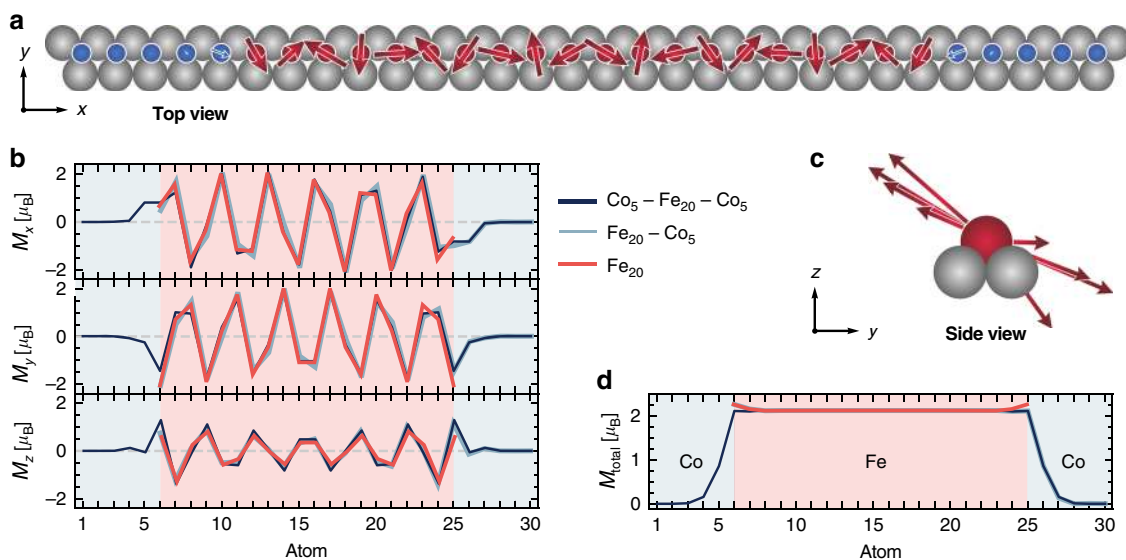 a
y
x
Top view
b
2
0
−2
Mx [μB]
2
0
−2
My [μB]
2
0
−2
Mz [μB]
1 5 10 15 20 25 30
Atom
Co5 – Fe20 – Co5
Fe20 – Co5
Fe20
c
z
y
Side view
d
2
1
0
Mtotal [μB]
Co Fe Co
1 5 10 15 20 25 30
Atom